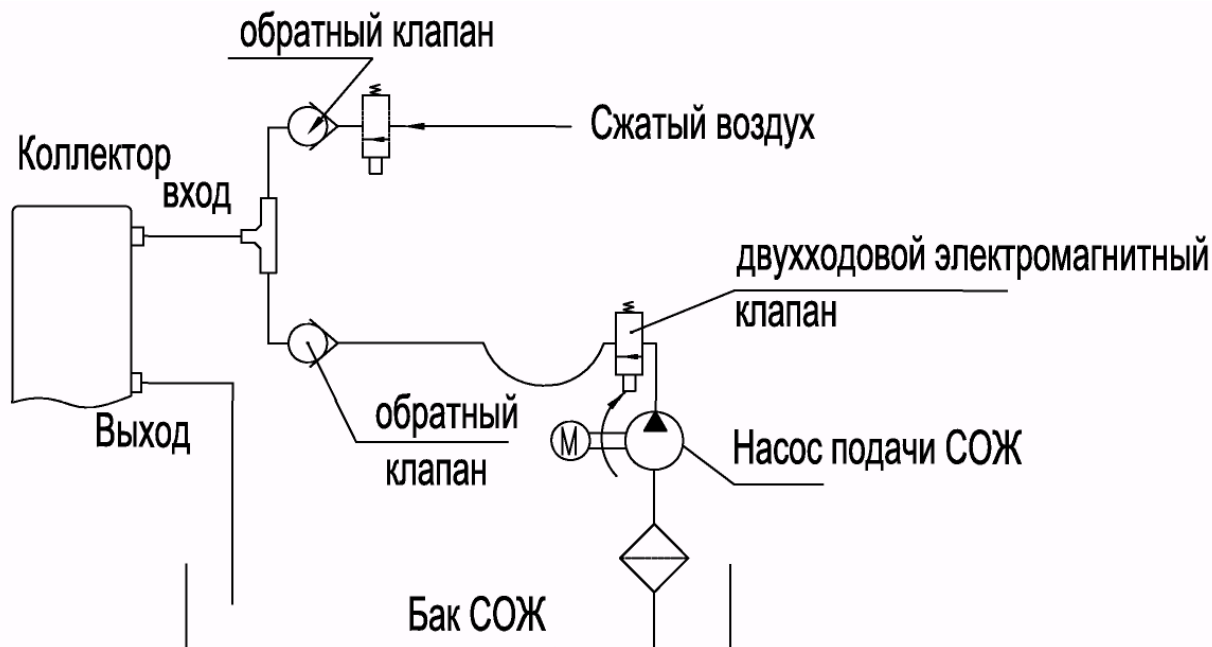 обратный клапан
Сжатый воздух
Коллектор
вход
двухходовой электромагнитный
клапан
Выход
обратный
клапан
М
Насос подачи СОЖ
Бак СОЖ